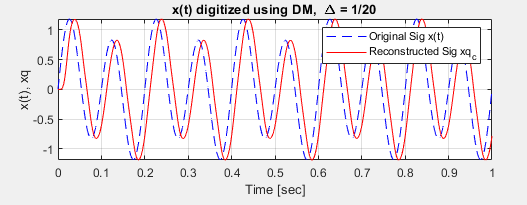 x(t) digitized using DM, Δ = 1/20
Original Sig x(t)
Reconstructed Sig xq_c
x(t), xq
1
0.5
0
-0.5
-1
0 0.1 0.2 0.3 0.4 0.5 0.6 0.7 0.8 0.9 1
Time [sec]